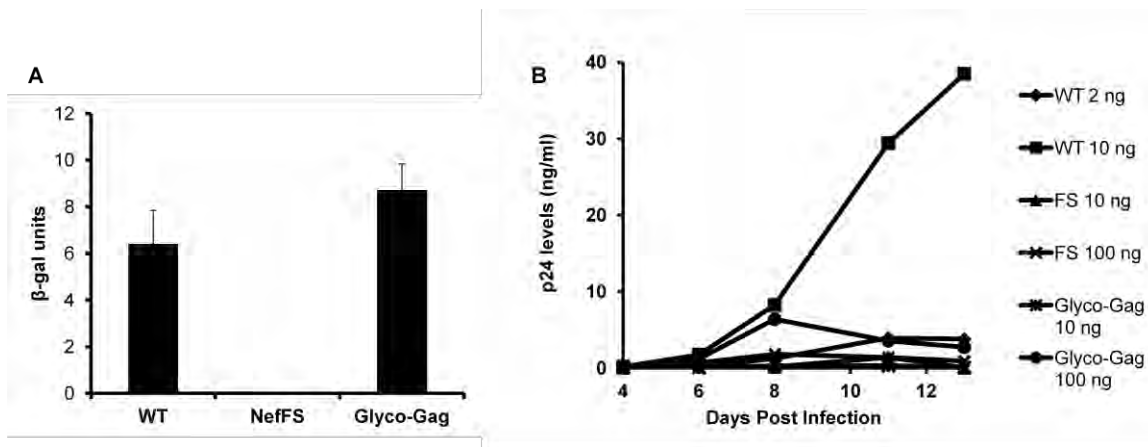 A
12
10
8
6
4
2
0
β-gal units
WT NefFS Glyco-Gag
B
40
30
20
10
0
p24 levels (ng/ml)
4 6 8 10 12
Days Post Infection
WT 2 ng
WT 10 ng
FS 10 ng
FS 100 ng
Glyco-Gag
10 ng
Glyco-Gag
100 ng